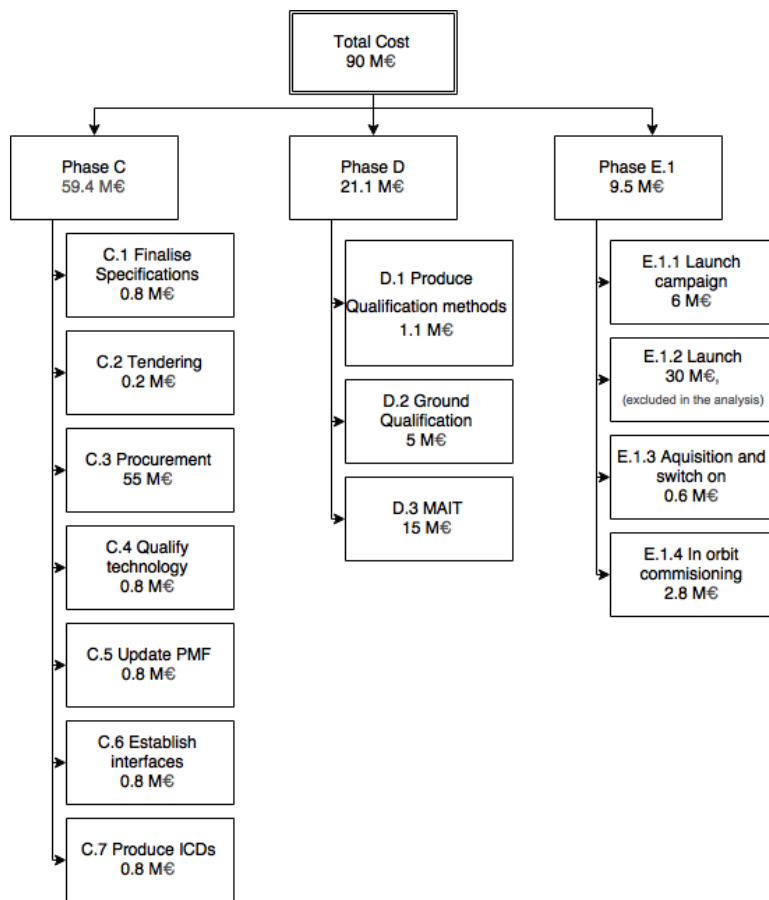 Total Cost
90 M€
Phase C
59.4 M€
Phase D
21.1 M€
Phase E.1
9.5 M€
C.1 Finalise
Specifications
0.8 M€
C.2 Tendering
0.2 M€
C.3 Procurement
55 M€
C.4 Qualify
technology
0.8 M€
C.5 Update PMF
0.8 M€
C.6 Establish
interfaces
0.8 M€
C.7 Produce ICDs
0.8 M€
D.1 Produce
Qualification methods
1.1 M€
D.2 Ground
Qualification
5 M€
D.3 MAIT
15 M€
E.1.1 Launch
campaign
6 M€
E.1.2 Launch
30 M€,
(excluded in the analysis)
E.1.3 Aquisition and
switch on
0.6 M€
E.1.4 In orbit
commisioning
2.8 M€